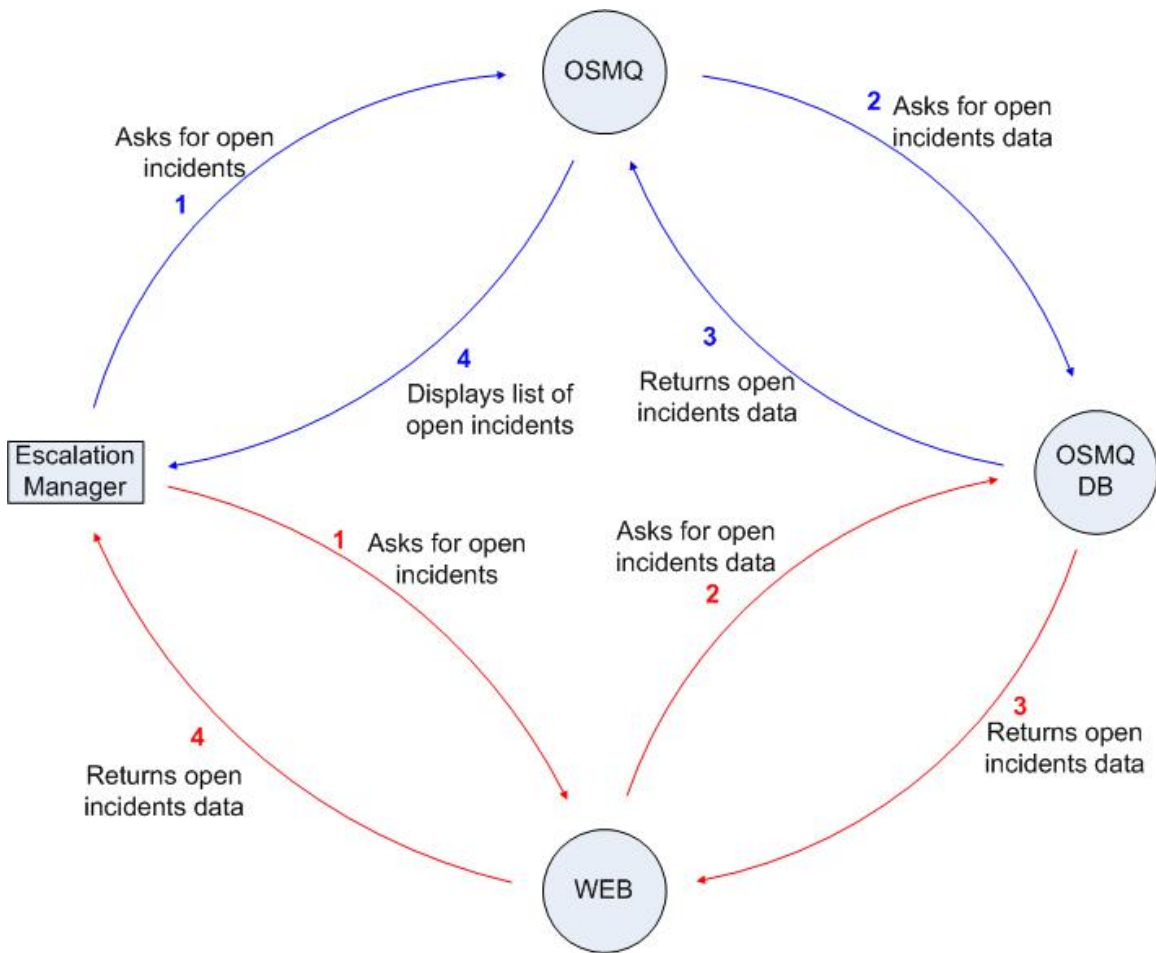 OSMQ
2
Asks for open
incidents data
Asks for open
incidents
1
3
Returns open
incidents data
4
Displays list of
open incidents
Escalation
Manager
OSMQ
DB
1
Asks for open
incidents
Asks for open
incidents data
2
3
Returns open
incidents data
4
Returns open
incidents data
WEB